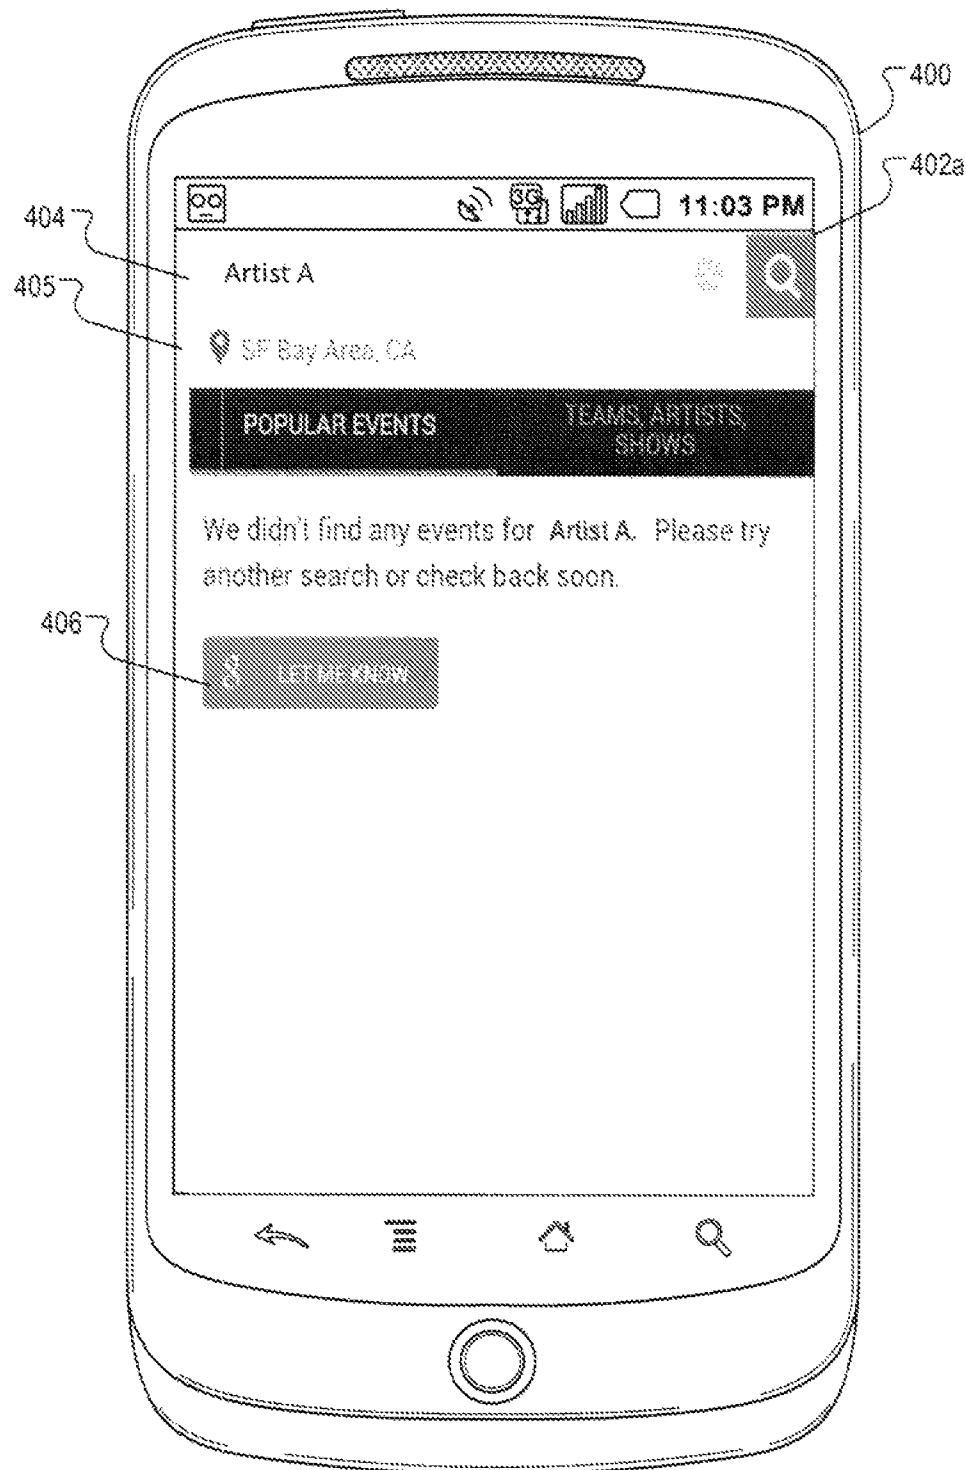 400
402a
3G
11:03 PM
404
Artist A
405
SF Bay Area, CA
POPULAR EVENTS
TEAMS, ARTISTS,
SHOWS
We didn't find any events for Artist A. Please try
another search or check back soon.
406
LET ME KNOW